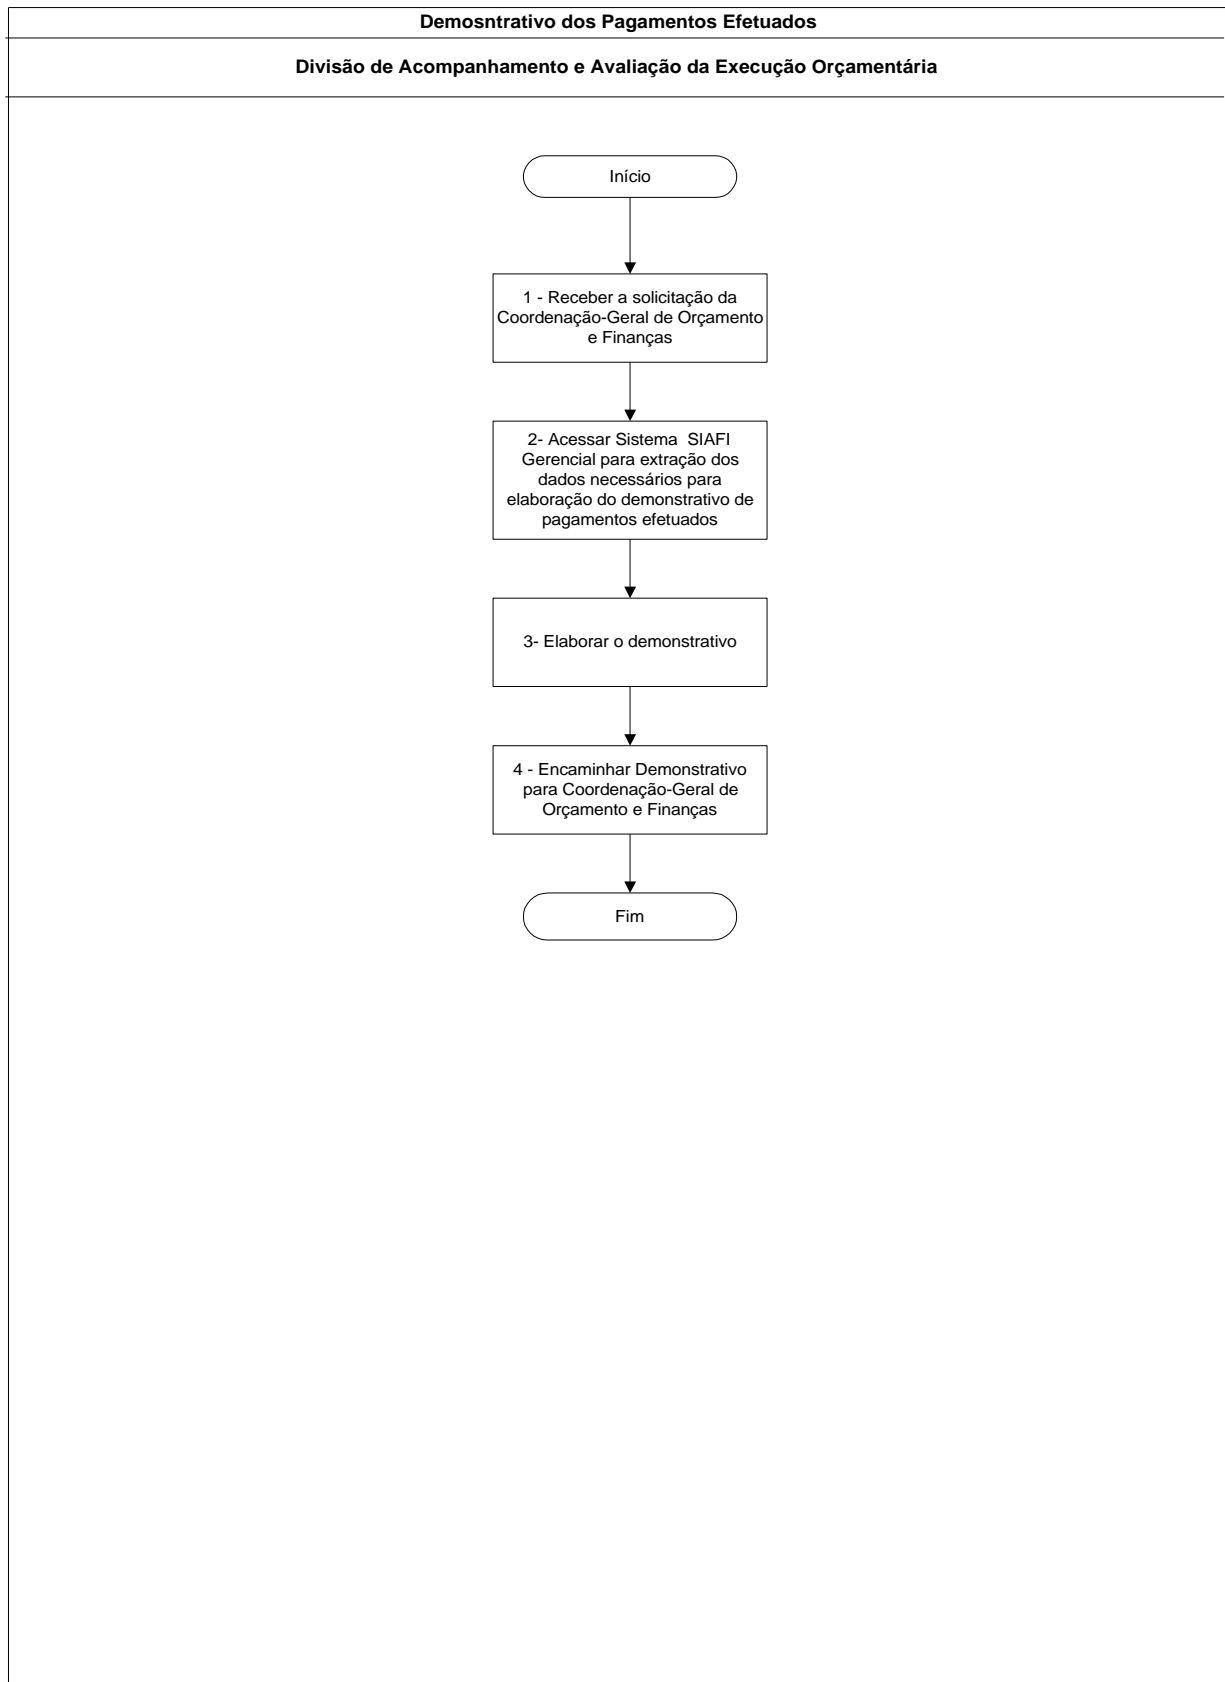 Demosntrativo dos Pagamentos Efetuados
Divisão de Acompanhamento e Avaliação da Execução Orçamentária
Início
1 - Receber a solicitação da
Coordenação-Geral de Orçamento
e Finanças
2- Acessar Sistema  SIAFI
Gerencial para extração dos
dados necessários para
elaboração do demonstrativo de
pagamentos efetuados
3- Elaborar o demonstrativo
4 - Encaminhar Demonstrativo
para Coordenação-Geral de
Orçamento e Finanças
Fim